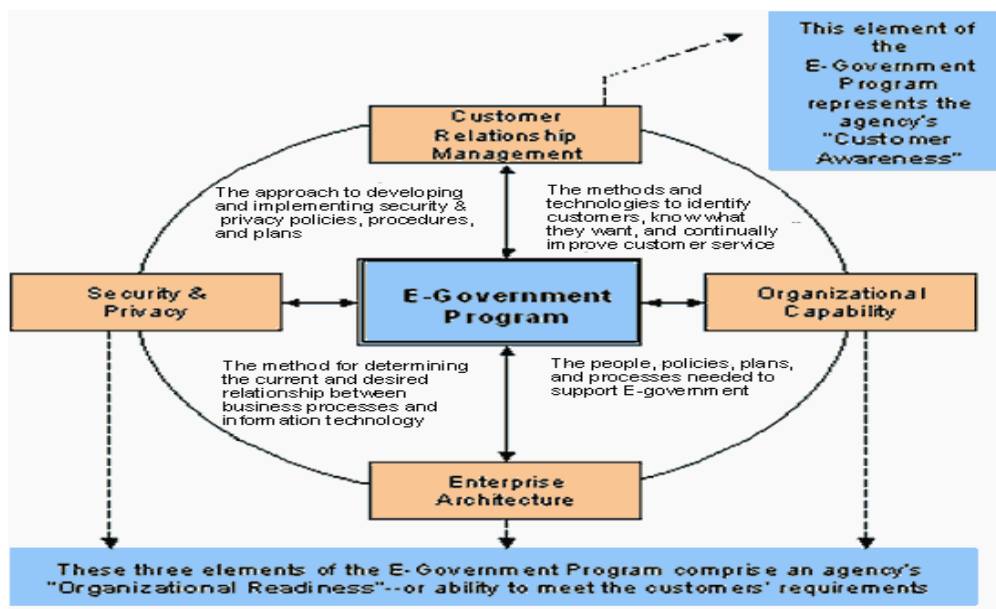 This element of
the
E-Government
Program
represents the
agency's
"Customer
Awareness"
Customer
Relationship
Management
The approach to developing
and implementing security &
privacy policies, procedures,
and plans
The methods and
technologies to identify
customers, know what
they want, and continually
improve customer service
Security &
Privacy
E-Government
Program
Organizational
Capability
The method for determining
the current and desired
relationship between
business processes and
information technology
The people, policies, plans,
and processes needed to
support E-government
Enterprise
Architecture
These three elements of the E-Government Program comprise an agency's
"Organizational Readiness"--or ability to meet the customers' requirements